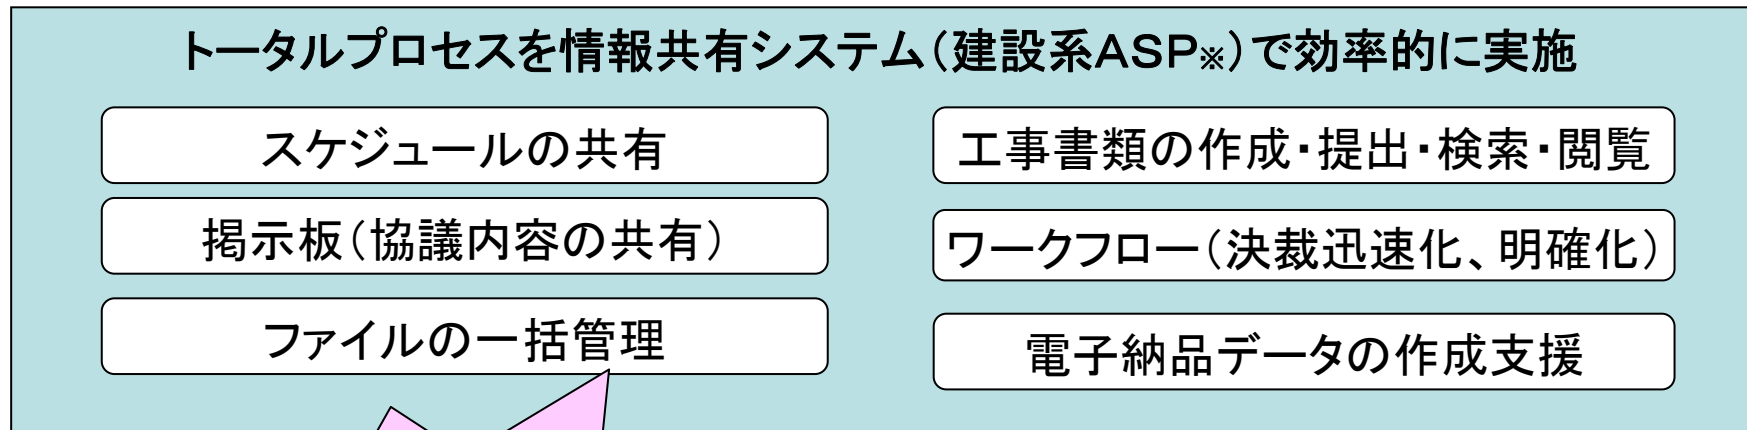 トータルプロセスを情報共有システム（建設系ＡＳＰ※）で効率的に実施
スケジュールの共有
掲示板（協議内容の共有）
ファイルの一括管理
工事書類の作成・提出・検索・閲覧
ワークフロー（決裁迅速化、明確化）
電子納品データの作成支援